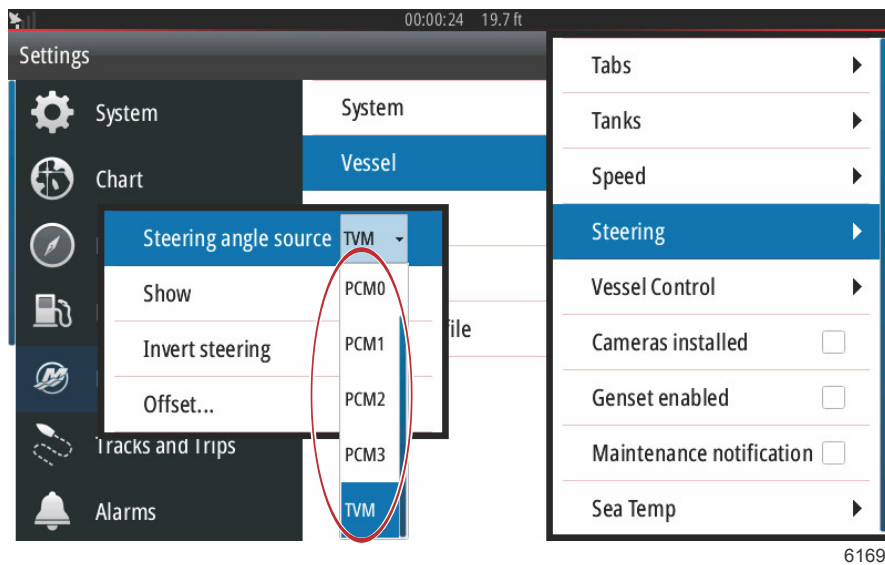 00:00:24 19.7 ft
Settings
System
Chart
Tracks and Trips
Alarms
System
Vessel
file
Steering angle source TVM
Show
Invert steering
Offset...
PCM0
PCM1
PCM2
PCM3
TVM
Tabs
Tanks
Speed
Steering
Vessel Control
Cameras installed
Genset enabled
Maintenance notification
Sea Temp
6169